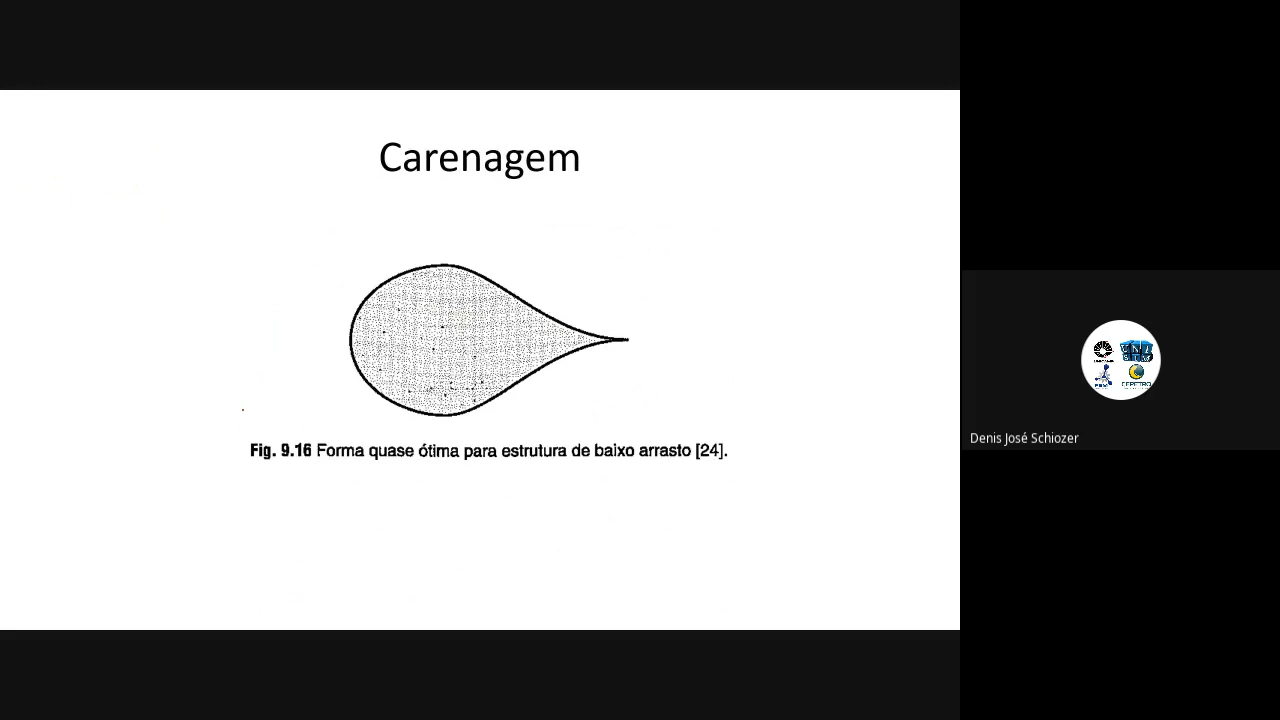 Carenagem
Fig. 9.16 Forma quase ótima para estrutura de baixo arrasto [24].
Denis José Schiozer